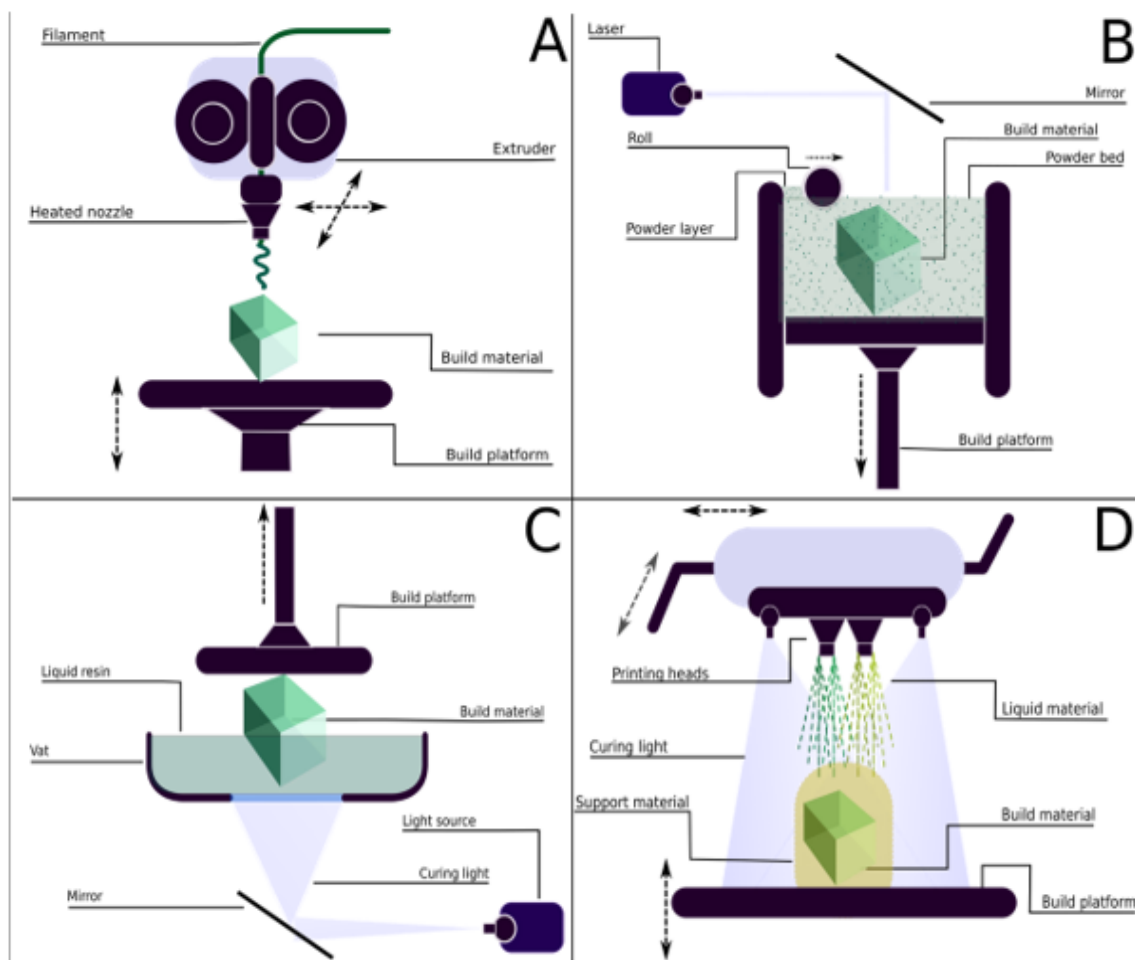 A
Filament
Extruder
Heated nozzle
Build material
Build platform
B
Laser
Mirror
Build material
Roll
Powder bed
Powder layer
Build platform
C
Build platform
Liquid resin
Build material
Vat
Light source
Curing light
Mirror
D
Printing heads
Liquid material
Curing light
Support material
Build material
Build platform